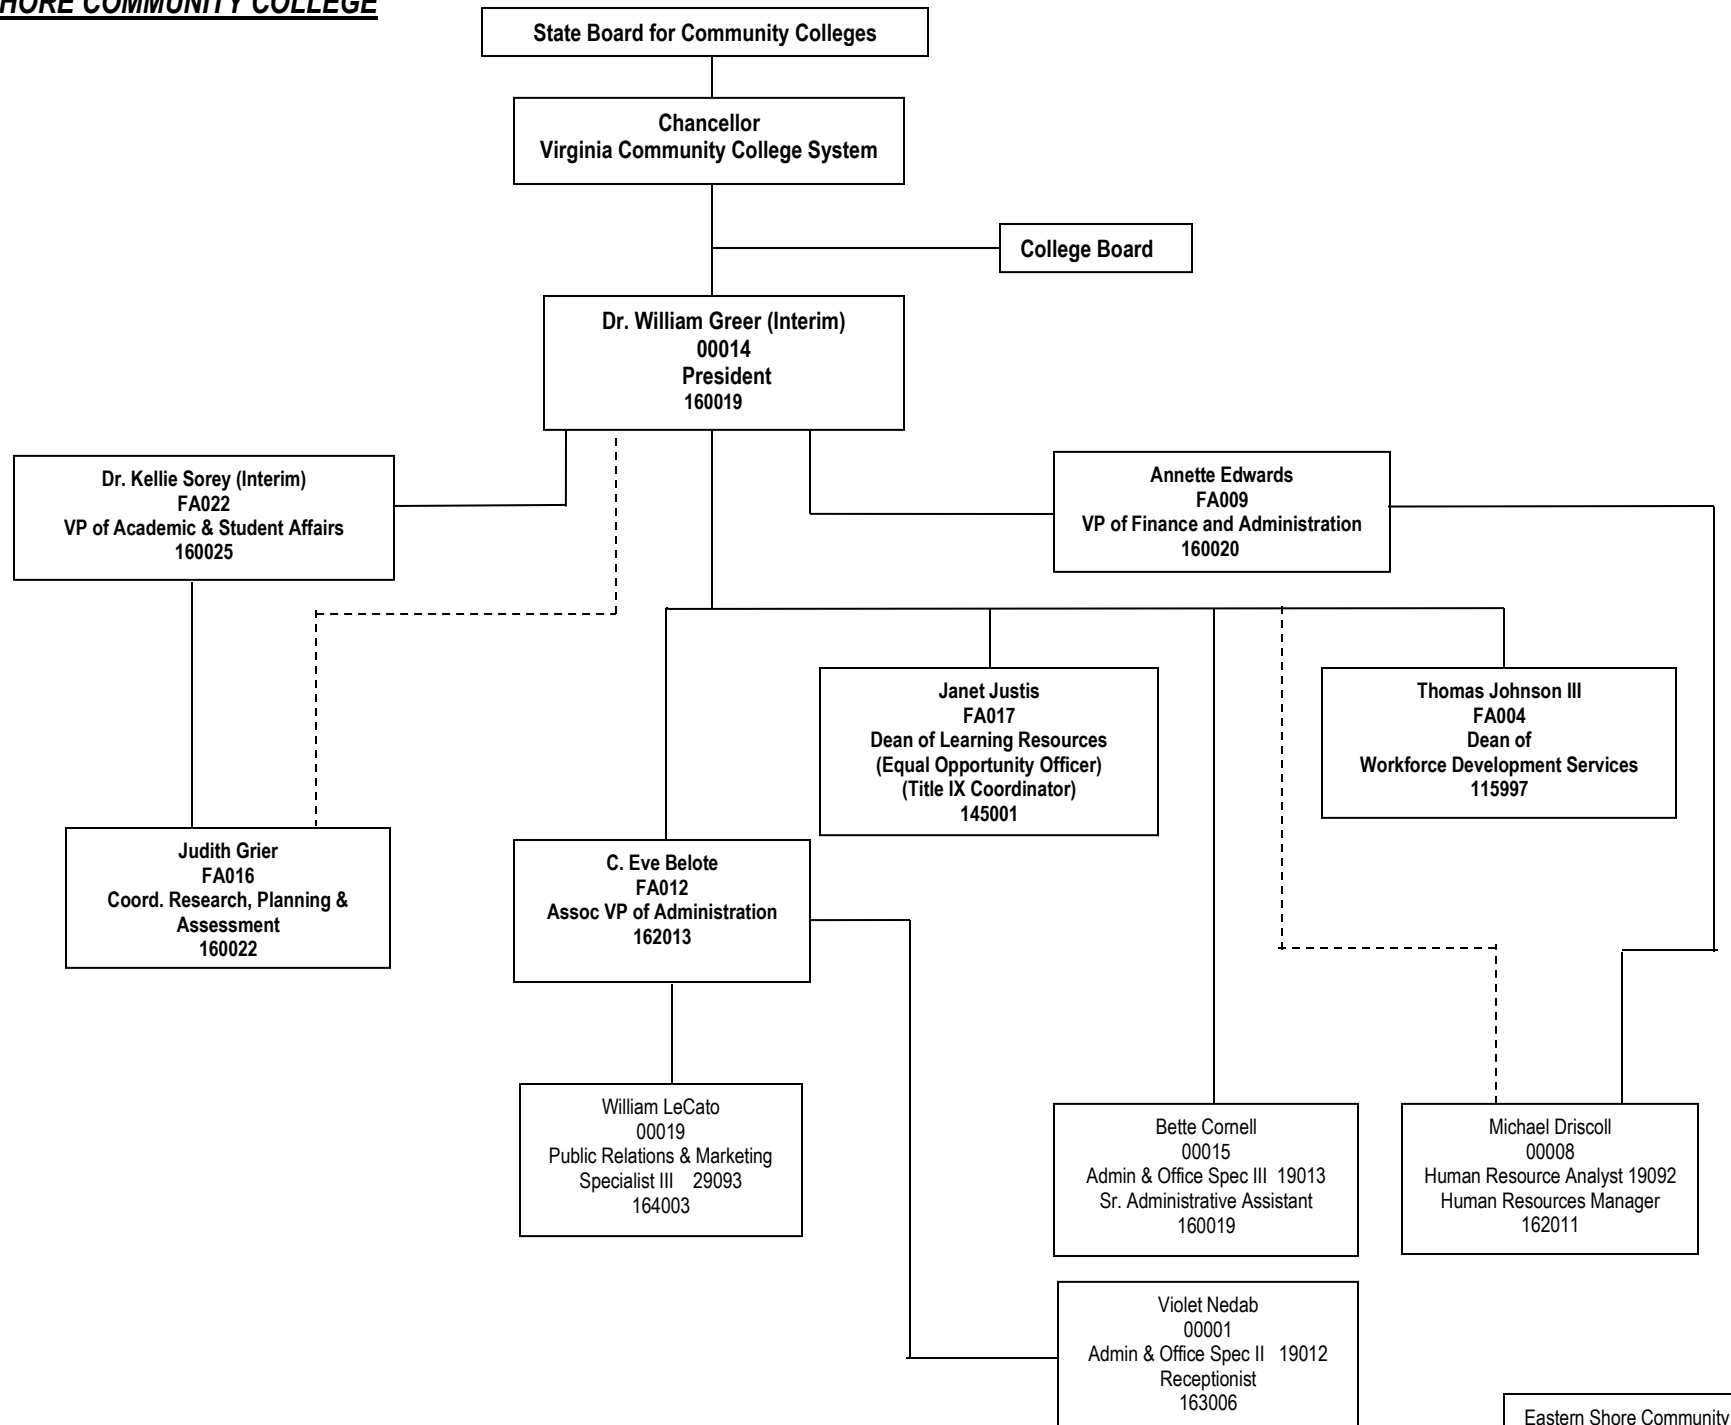 HORE COMMUNITY COLLEGE
State Board for Community Colleges
Chancellor
Virginia Community College System
College Board
Dr. William Greer (Interim)
00014
President
160019
Dr. Kellie Sorey (Interim)
FA022
VP of Academic & Student Affairs
160025
Annette Edwards
FA009
VP of Finance and Administration
160020
Janet Justis
FA017
Dean of Learning Resources
(Equal Opportunity Officer)
(Title IX Coordinator)
145001
Thomas Johnson III
FA004
Dean of
Workforce Development Services
115997
Judith Grier
FA016
Coord. Research, Planning &
Assessment
160022
C. Eve Belote
FA012
Assoc VP of Administration
162013
William LeCato
00019
Public Relations & Marketing
Specialist III 29093
164003
Bette Cornell
00015
Admin & Office Spec III 19013
Sr. Administrative Assistant
160019
Michael Driscoll
00008
Human Resource Analyst 19092
Human Resources Manager
162011
Violet Nedab
00001
Admin & Office Spec II 19012
Receptionist
163006
Eastern Shore Community